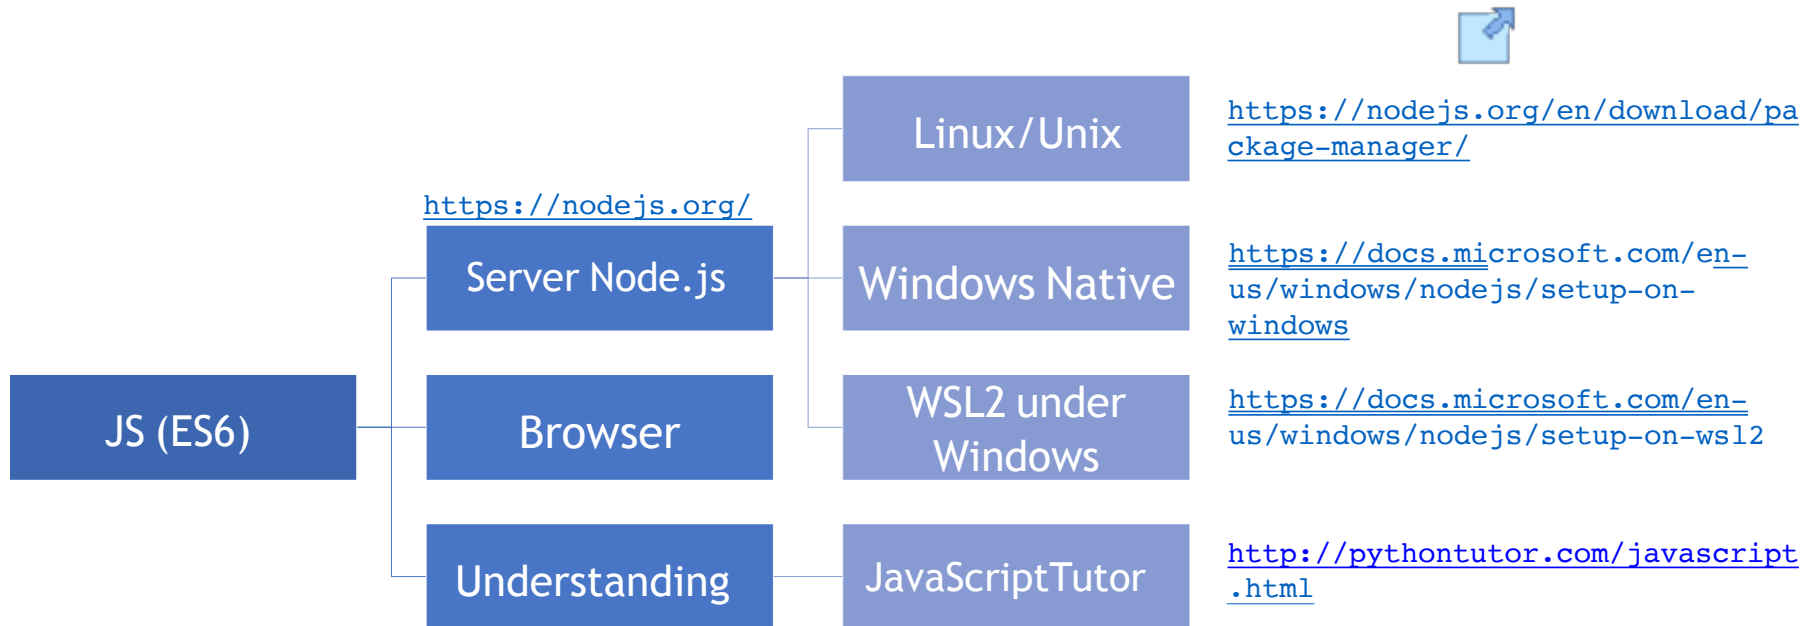 Linux/Unix
https://nodejs.org/en/download/pa
ckage-manager/
https://nodejs.org/
Server Node.js
Windows Native
https://docs.microsoft.com/en-
us/windows/nodejs/setup-on-
windows
JS (ES6)
Browser
WSL2 under
Windows
https://docs.microsoft.com/en-
us/windows/nodejs/setup-on-wsl2
Understanding
JavaScriptTutor
http://pythontutor.com/javascript
.html